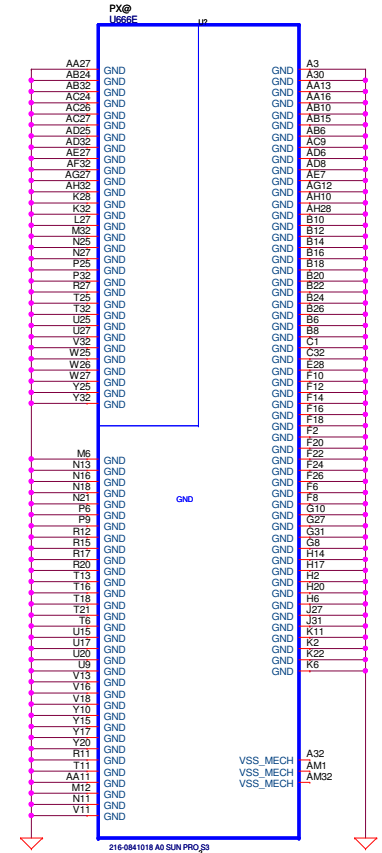 PX@
U666E
AA27 GND
AB24 GND
AB32 GND
AC24 GND
AC26 GND
AC27 GND
AD25 GND
AD32 GND
AE27 GND
AF32 GND
AG27 GND
AH32 GND
K28 GND
K32 GND
L27 GND
M32 GND
N25 GND
N27 GND
P25 GND
P32 GND
R27 GND
T25 GND
T32 GND
U25 GND
U27 GND
V32 GND
W25 GND
W26 GND
W27 GND
Y25 GND
Y32 GND
M6 GND
N13 GND
N16 GND
N18 GND
N21 GND
P6 GND
P9 GND
R12 GND
R15 GND
R17 GND
R20 GND
T13 GND
T16 GND
T18 GND
T21 GND
T6 GND
U15 GND
U17 GND
U20 GND
U9 GND
V13 GND
V16 GND
V18 GND
Y10 GND
Y15 GND
Y17 GND
Y20 GND
R11 GND
T11 GND
AA11 GND
M12 GND
N11 GND
V11 GND
GND
GND A3
GND A30
GND AA13
GND AA16
GND AB10
GND AB15
GND AB6
GND AC9
GND AD6
GND AD8
GND AE7
GND AG12
GND AH10
GND AH28
GND B10
GND B12
GND B14
GND B16
GND B18
GND B20
GND B22
GND B24
GND B26
GND B6
GND B8
GND C1
GND C32
GND E28
GND F10
GND F12
GND F14
GND F16
GND F18
GND F2
GND F20
GND F22
GND F24
GND F26
GND F6
GND F8
GND G10
GND G27
GND G31
GND G8
GND H14
GND H17
GND H2
GND H20
GND H6
GND J27
GND J31
GND K11
GND K2
GND K22
GND K6
VSS_MECH A32
VSS_MECH AM1
VSS_MECH AM32
216-0841018 A0 SUN PRO S3